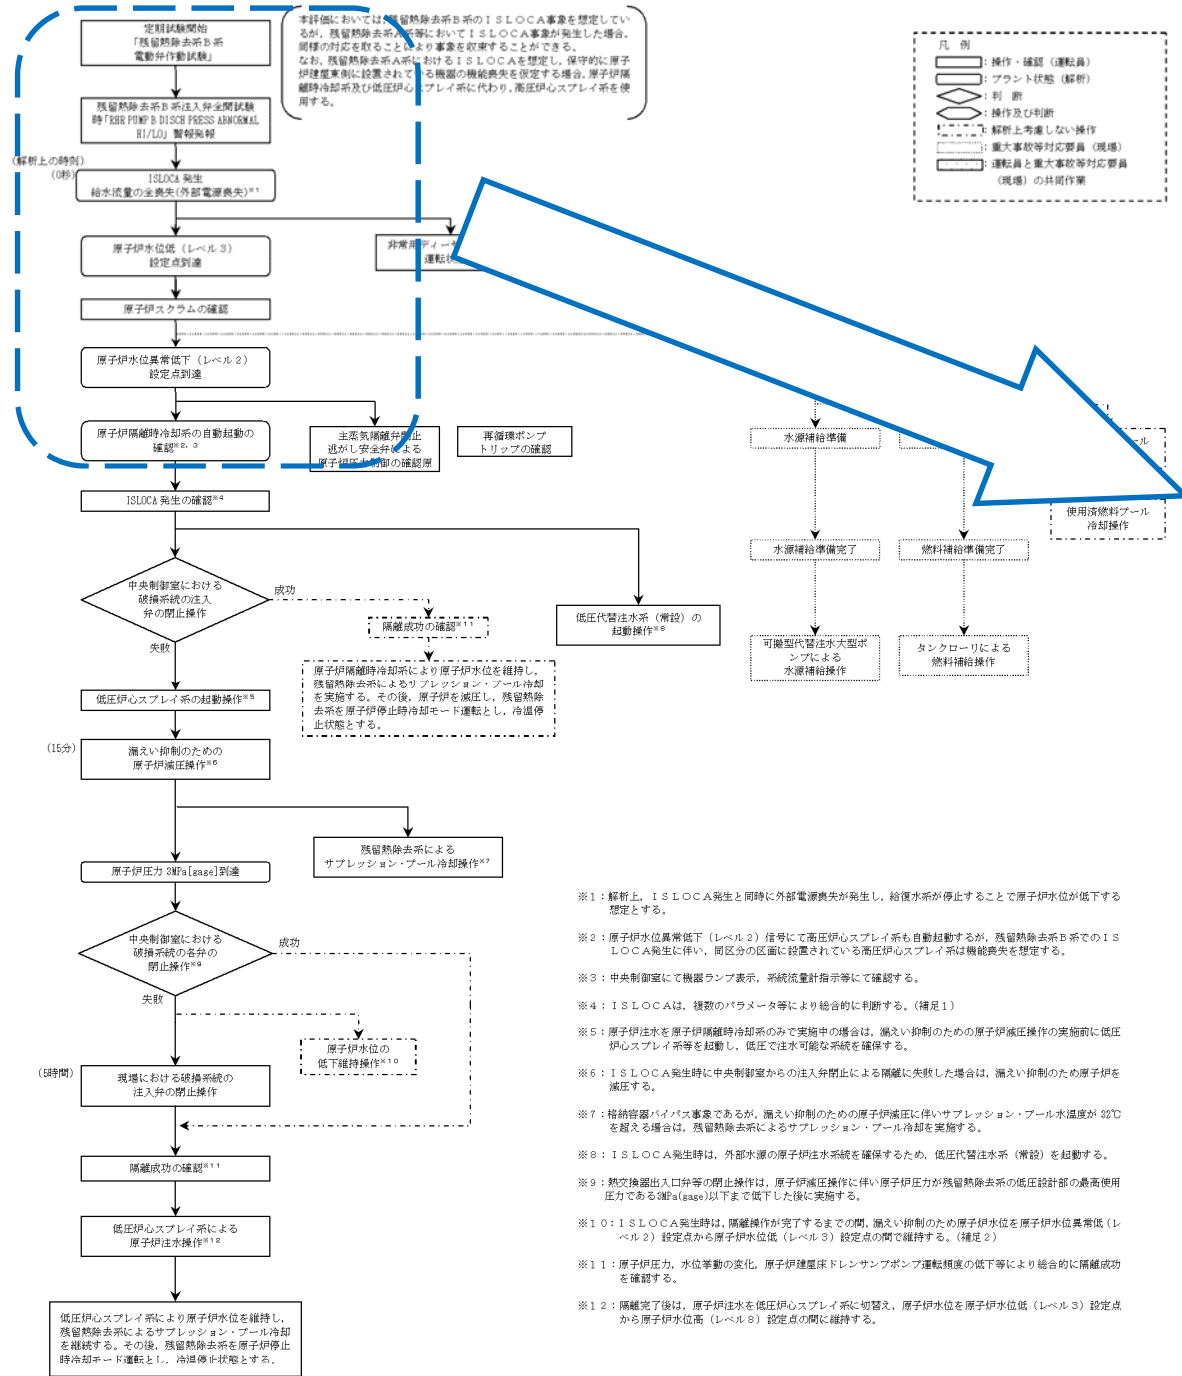 定期試験開始
「残留熱除去系B系
電動弁作動試験」
残留熱除去系B系注入弁全開試験
時「RHR PUMP B DISCH PRESS ABNORMAL
HI/LO」警報発報
(解析上の時刻)
(0秒)
ISLOCA 発生
給水流量の全喪失(外部電源喪失)※1
原子炉水位低（レベル3）
設定点到達
非常用ディー
運転状
原子炉スクラムの確認
原子炉水位異常低下（レベル2）
設定点到達
原子炉隔離時冷却系の自動起動の
確認※2，3
主蒸気隔離弁閉止
逃がし安全弁による
原子炉圧力制御の確認原
再循環ポンプ
トリップの確認
本評価においては，残留熱除去系B系のISLOCA事象を想定してい
るが，残留熱除去系A系等においてISLOCA事象が発生した場合，
同様の対応を取ることにより事象を収束することができる。
なお，残留熱除去系A系におけるISLOCAを想定し，保守的に原子
炉建屋東側に設置されている機器の機能喪失を仮定する場合，原子炉隔
離時冷却系及び低圧炉心スプレイ系に代わり，高圧炉心スプレイ系を使
用する。
凡 例
：操作・確認（運転員）
：プラント状態（解析）
：判 断
：操作及び判断
：解析上考慮しない操作
：重大事故等対応要員（現場）
：運転員と重大事故等対応要員
（現場）の共同作業
水源補給準備
ール
使用済燃料プール
冷却操作
水源補給準備完了
燃料補給準備完了
可搬型代替注水大型ポ
ンプによる
水源補給操作
タンクローリによる
燃料補給操作
ISLOCA 発生の確認※4
中央制御室における
破損系統の注入
弁の閉止操作
成功
失敗
隔離成功の確認※11
低圧代替注水系（常設）の
起動操作※8
原子炉隔離時冷却系により原子炉水位を維持し，
残留熱除去系によるサプレッション・プール冷却
を実施する。その後，原子炉を減圧し，残留熱除
去系を原子炉停止時冷却モード運転とし，冷温停
止状態とする。
低圧炉心スプレイ系の起動操作※5
(15分)
漏えい抑制のための
原子炉減圧操作※6
残留熱除去系による
サプレッション・プール冷却操作※7
原子炉圧力 3MPa[gage]到達
中央制御室における
破損系統の各弁の
閉止操作※9
成功
失敗
原子炉水位の
低下維持操作※10
(5時間)
現場における破損系統の
注入弁の閉止操作
隔離成功の確認※11
低圧炉心スプレイ系による
原子炉注水操作※12
低圧炉心スプレイ系により原子炉水位を維持し，
残留熱除去系によるサプレッション・プール冷却
を継続する。その後，残留熱除去系を原子炉停止
時冷却モード運転とし，冷温停止状態とする。
※1：解析上，ISLOCA発生と同時に外部電源喪失が発生し，給復水系が停止することで原子炉水位が低下する
想定とする。
※2：原子炉水位異常低下（レベル2）信号にて高圧炉心スプレイ系も自動起動するが，残留熱除去系B系でのIS
LOCA発生に伴い，同区分の区画に設置されている高圧炉心スプレイ系は機能喪失を想定する。
※3：中央制御室にて機器ランプ表示，系統流量計指示等にて確認する。
※4：ISLOCAは，複数のパラメータ等により総合的に判断する。(補足1)
※5：原子炉注水を原子炉隔離時冷却系のみで実施中の場合は，漏えい抑制のための原子炉減圧操作の実施前に低圧
炉心スプレイ系等を起動し，低圧で注水可能な系統を確保する。
※6：ISLOCA発生時に中央制御室からの注入弁閉止による隔離に失敗した場合は，漏えい抑制のため原子炉を
減圧する。
※7：格納容器バイパス事象であるが，漏えい抑制のための原子炉減圧に伴いサプレッション・プール水温度が 32℃
を超える場合は，残留熱除去系によるサプレッション・プール冷却を実施する。
※8：ISLOCA発生時は，外部水源の原子炉注水系統を確保するため，低圧代替注水系（常設）を起動する。
※9：熱交換器出入口弁等の閉止操作は，原子炉減圧操作に伴い原子炉圧力が残留熱除去系の低圧設計部の最高使用
圧力である3MPa(gage)以下まで低下した後に実施する。
※10：ISLOCA発生時は，隔離操作が完了するまでの間，漏えい抑制のため原子炉水位を原子炉水位異常低（レ
ベル2）設定点から原子炉水位低（レベル3）設定点の間で維持する。(補足2)
※11：原子炉圧力，水位挙動の変化，原子炉建屋床ドレンサンプポンプ運転頻度の低下等により総合的に隔離成功
を確認する。
※12：隔離完了後は，原子炉注水を低圧炉心スプレイ系に切替え，原子炉水位を原子炉水位低（レベル3）設定点
から原子炉水位高（レベル8）設定点の間に維持する。